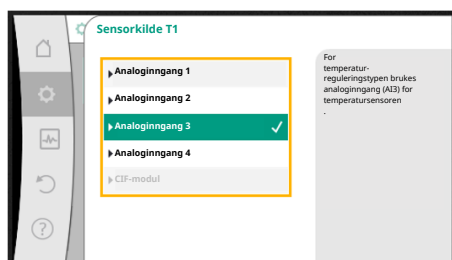 Sensorkilde T1
Analoginngang 1
Analoginngang 2
Analoginngang 3
Analoginngang 4
CIF-modul
For
temperatur-
reguleringstypen brukes
analoginngang (AI3) for
temperatursensoren
.
?